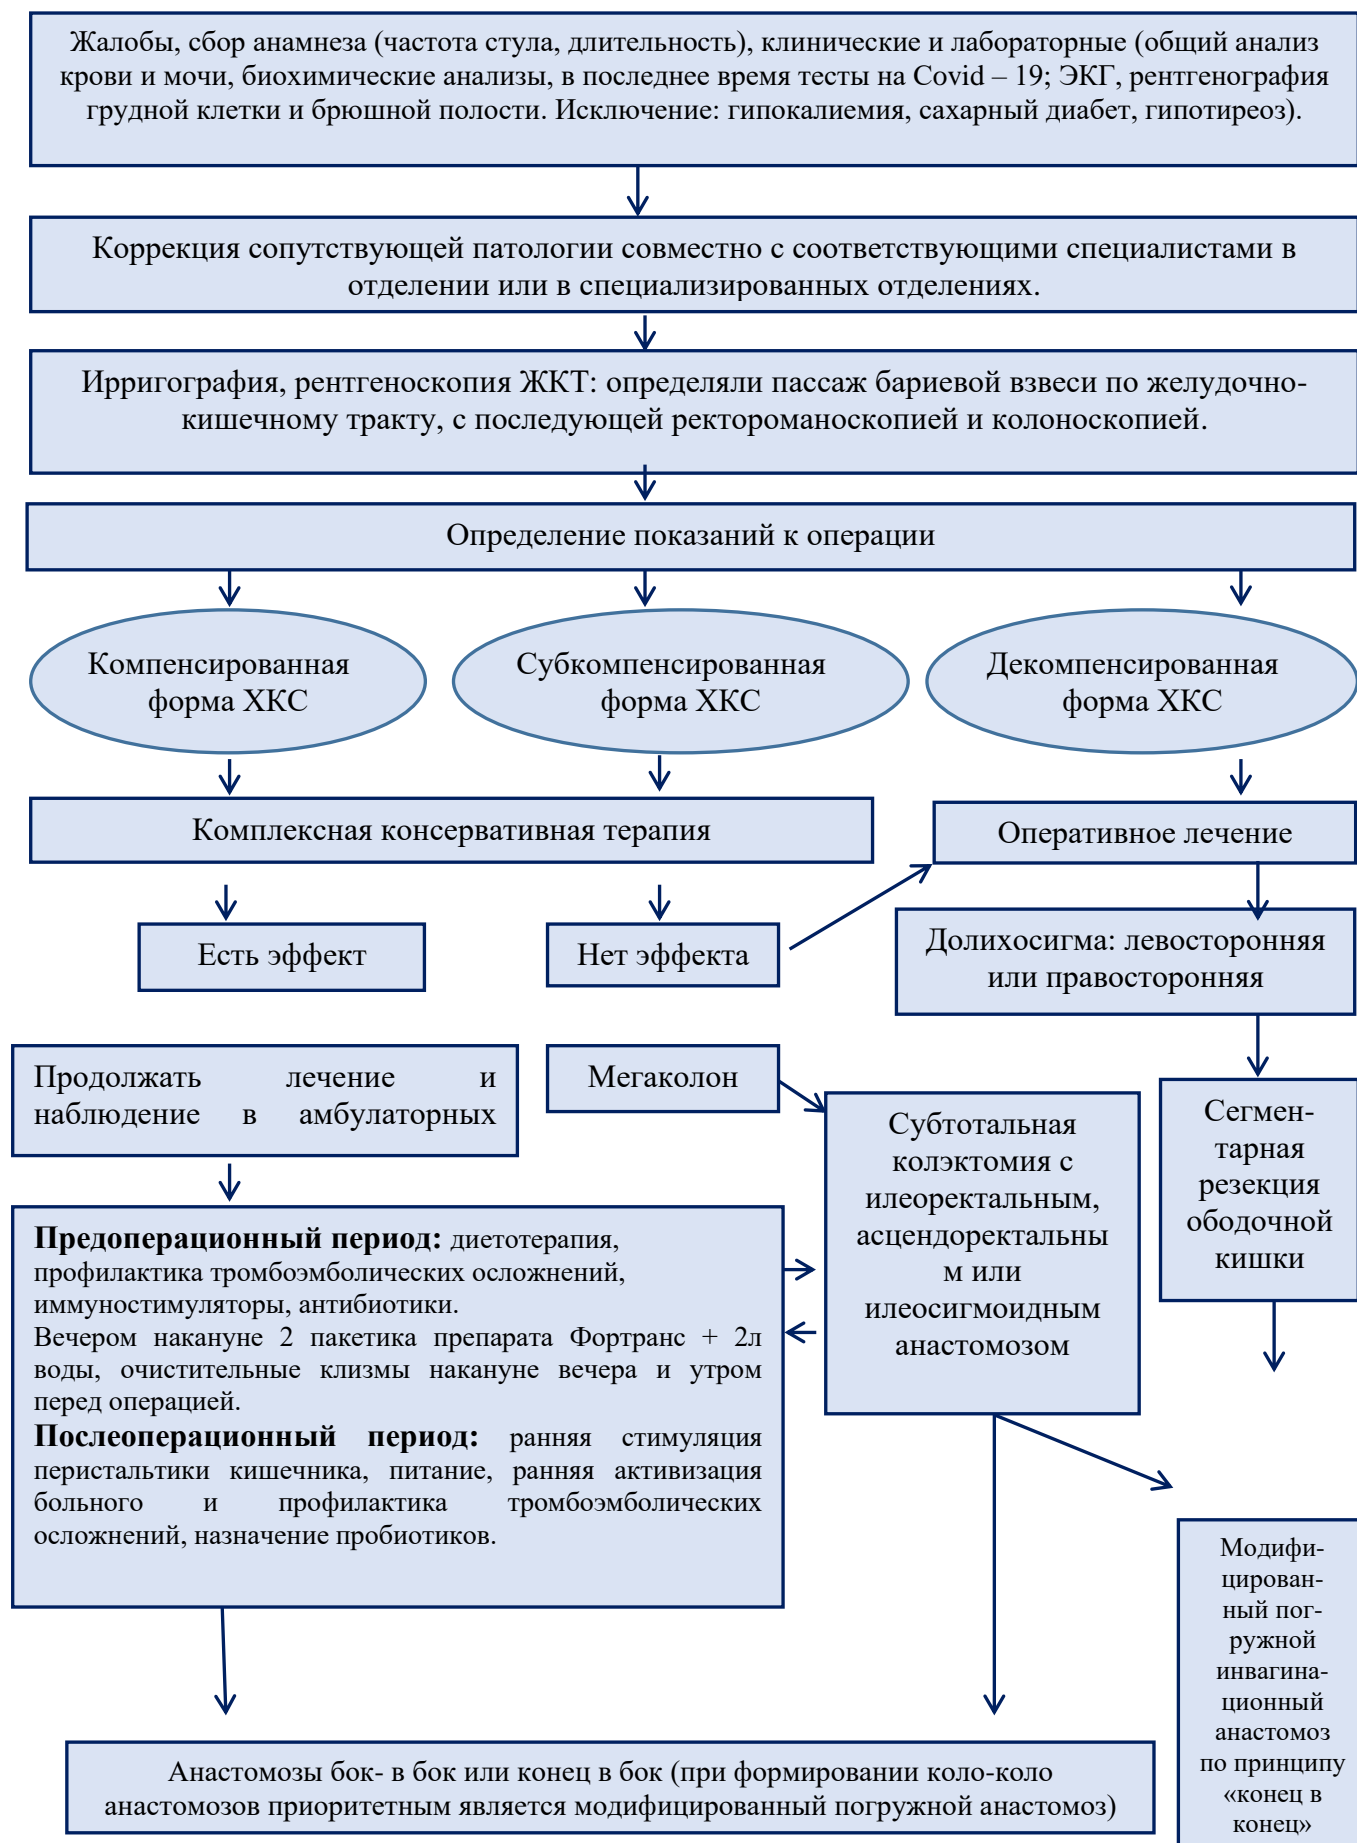 Жалобы, сбор анамнеза (частота стула, длительность), клинические и лабораторные (общий анализ
крови и мочи, биохимические анализы, в последнее время тесты на Covid – 19; ЭКГ, рентгенография
грудной клетки и брюшной полости. Исключение: гипокалиемия, сахарный диабет, гипотиреоз).
Коррекция сопутствующей патологии совместно с соответствующими специалистами в
отделении или в специализированных отделениях.
Ирригография, рентгеноскопия ЖКТ: определяли пассаж бариевой взвеси по желудочно-
кишечному тракту, с последующей ректороманоскопией и колоноскопией.
Определение показаний к операции
Компенсированная
форма ХКС
Субкомпенсированная
форма ХКС
Декомпенсированная
форма ХКС
Комплексная консервативная терапия
Оперативное лечение
Есть эффект
Нет эффекта
Долихосигма: левосторонняя
или правосторонняя
Продолжать лечение и
наблюдение в амбулаторных
Мегаколон
Субтотальная
колэктомия с
илеоректальным,
асцендоректальны
м или
илеосигмоидным
анастомозом
Сегмен-
тарная
резекция
ободочной
кишки
Предоперационный период: диетотерапия,
профилактика тромбоэмболических осложнений,
иммуностимуляторы, антибиотики.
Вечером накануне 2 пакетика препарата Фортранс + 2л
воды, очистительные клизмы накануне вечера и утром
перед операцией.
Послеоперационный период: ранняя стимуляция
перистальтики кишечника, питание, ранняя активизация
больного и профилактика тромбоэмболических
осложнений, назначение пробиотиков.
Модифи-
цирован-
ный пог-
ружной
инвагина-
ционный
анастомоз
по принципу
«конец в
конец»
Анастомозы бок- в бок или конец в бок (при формировании коло-коло
анастомозов приоритетным является модифицированный погружной анастомоз)